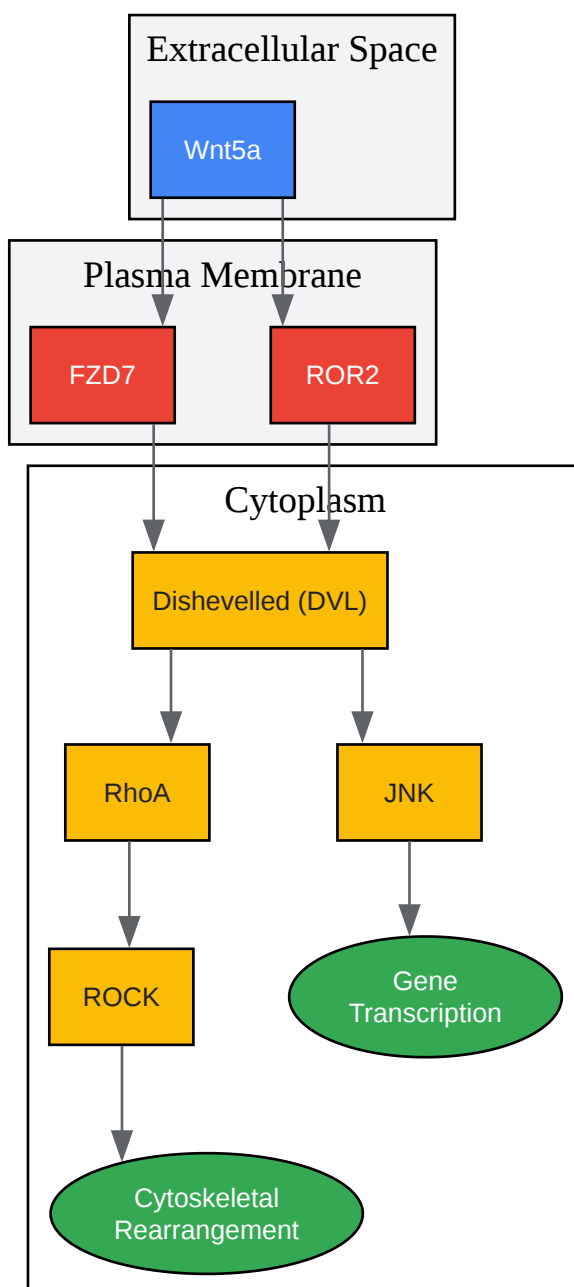 Extracellular Space
Wnt5a
Plasma Membrane
FZD7
ROR2
Cytoplasm
Dishevelled (DVL)
RhoA
JNK
ROCK
Gene
Transcription
Cytoskeletal
Rearrangement